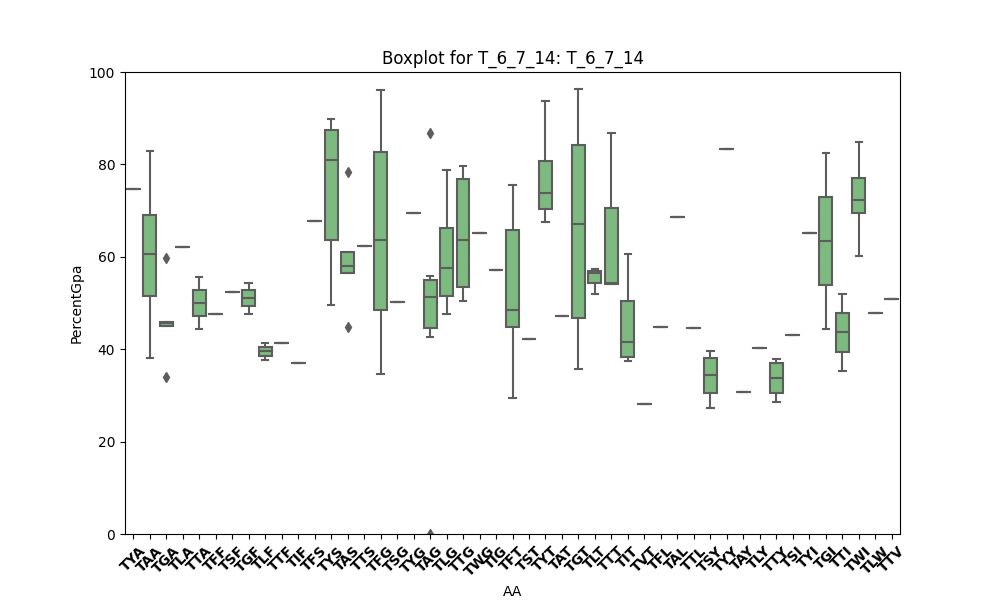 Boxplot for T_6_7_14: T_6_7_14
100
80
60
40
20
0
PercentGpa
TYA TAA TGA TLA TTA TFF TSF TGF TLF TTF TIF TFS TYS TAS TTS TFG TSG TYG TAG TLG TTG TWG TIG TFT TST TYT TAT TGT TLT TTT TIT TVT TFL TAL TTL TSY TYY TAY TLY TTY TSI TYI TGI TTI TWI TLW TTV
AA